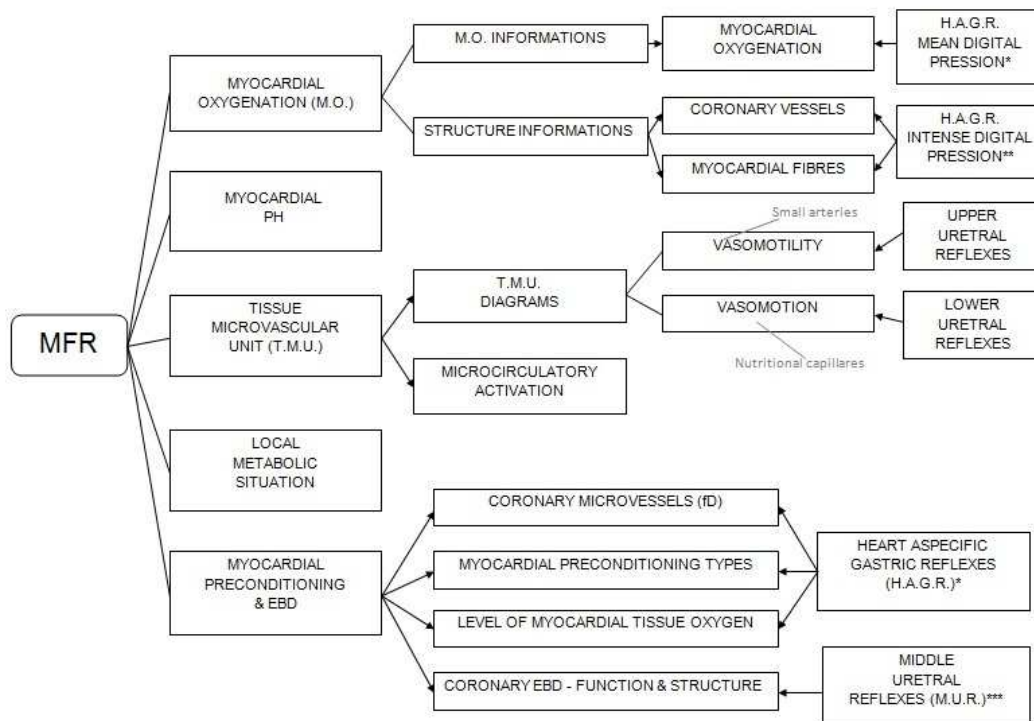 MFR
MYOCARDIAL
OXYGENATION (M.O.)
M.O. INFORMATIONS
MYOCARDIAL
OXYGENATION
H.A.G.R.
MEAN DIGITAL
PRESSION*
STRUCTURE INFORMATIONS
CORONARY VESSELS
MYOCARDIAL FIBRES
H.A.G.R.
INTENSE DIGITAL
PRESSION**
MYOCARDIAL
PH
TISSUE
MICROVASCULAR
UNIT (T.M.U.)
T.M.U.
DIAGRAMS
Small arteries
VASOMOTILITY
UPPER
URETRAL
REFLEXES
VASOMOTION
Nutritional capillares
LOWER
URETRAL
REFLEXES
MICROCIRCULATORY
ACTIVATION
LOCAL
METABOLIC
SITUATION
MYOCARDIAL
PRECONDITIONING
& EBD
CORONARY MICROVESSELS (fD)
MYOCARDIAL PRECONDITIONING TYPES
LEVEL OF MYOCARDIAL TISSUE OXYGEN
HEART ASPECIFIC
GASTRIC REFLEXES
(H.A.G.R.)*
CORONARY EBD - FUNCTION & STRUCTURE
MIDDLE
URETRAL
REFLEXES (M.U.R.)***